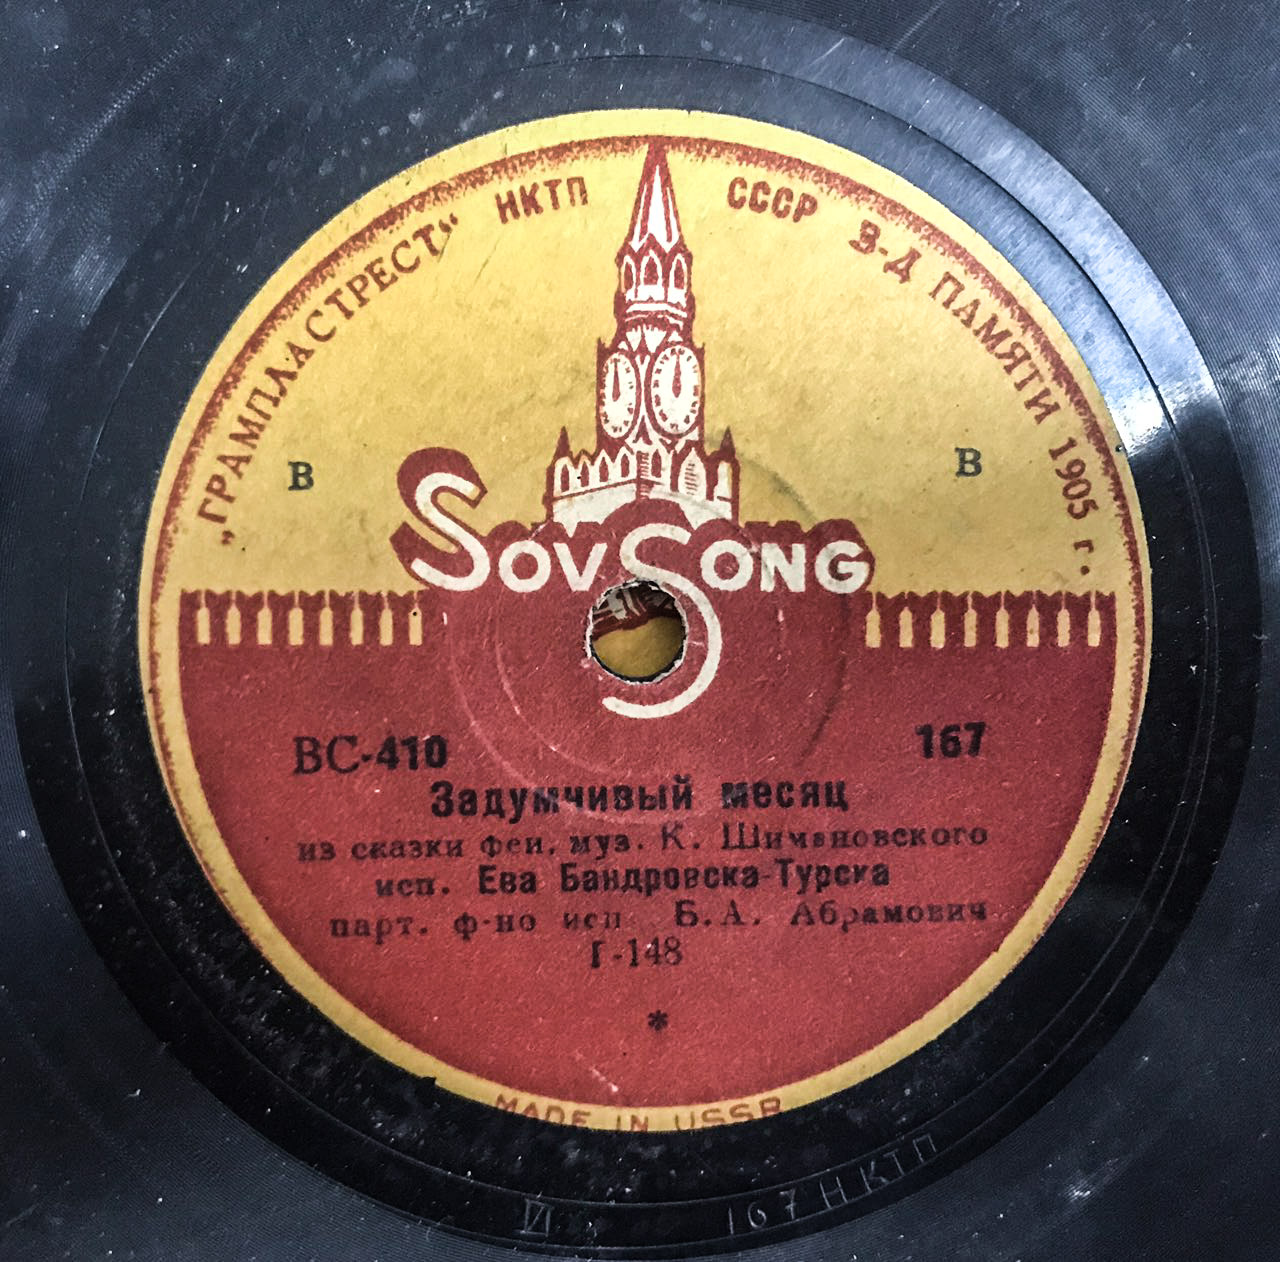 „ГРАМПЛАСТРЕСТ“ НКТП СССР З-Д ПАМЯТИ 1905 г.
В В
SOVSONG
ВС-410 167
Задумчивый месяц
из сказки феи, муз. К. Шимановского
исп. Ева Бандровска-Турска
парт. ф-но исп. Б. А. Абрамович
Г-148
*
MADE IN USSR
VI 167 НКТП